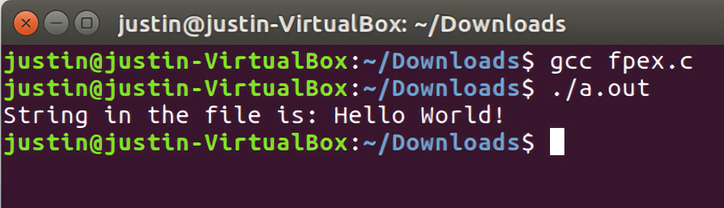 justin@justin-VirtualBox: ~/Downloads
justin@justin-VirtualBox:~/Downloads$ gcc fpex.c
justin@justin-VirtualBox:~/Downloads$ ./a.out
String in the file is: Hello World!
justin@justin-VirtualBox:~/Downloads$